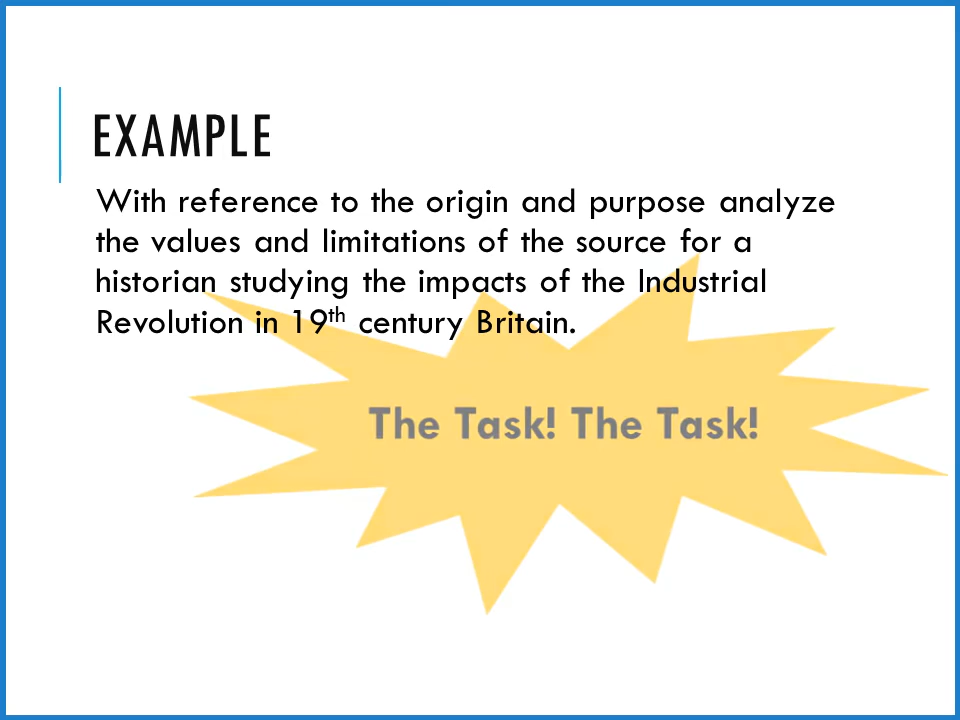 EXAMPLE
With reference to the origin and purpose analyze
the values and limitations of the source for a
historian studying the impacts of the Industrial
Revolution in 19th century Britain.
The Task! The Task!